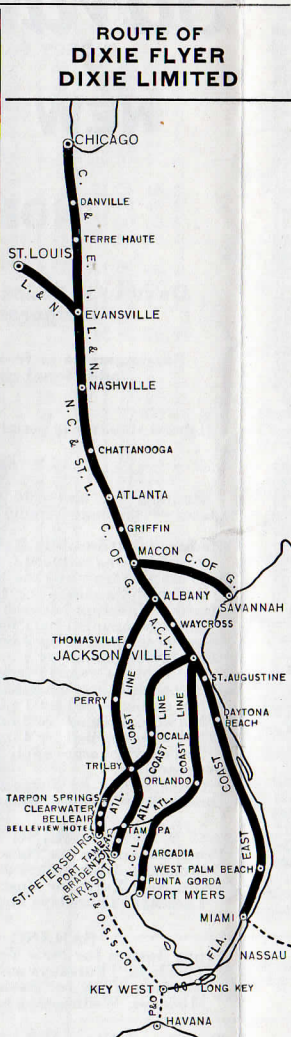 ROUTE OF
DIXIE FLYER
DIXIE LIMITED
CHICAGO
C. & E. I.
DANVILLE
TERRE HAUTE
ST. LOUIS
L. & N.
EVANSVILLE
L. & N.
NASHVILLE
N. C. & ST. L.
CHATTANOOGA
ATLANTA
GRIFFIN
C. OF G.
MACON
C. OF G.
SAVANNAH
ALBANY
A.C.L.
WAYCROSS
THOMASVILLE
JACKSONVILLE
ST. AUGUSTINE
PERRY
COAST LINE
COAST LINE
COAST LINE
OCALA
DAYTONA
BEACH
TRILBY
ORLANDO
TARPON SPRINGS
CLEARWATER
BELLEAIR
BELLEVIEW HOTEL
ATL.
ATL.
ATL.
TAMPA
ST. PETERSBURG
PORT TAMPA
BRADENTON
SARASOTA
A.C.L.
ARCADIA
WEST PALM BEACH
PUNTA GORDA
FORT MYERS
FLA. EAST COAST
MIAMI
NASSAU
P. & O. S. S. CO.
KEY WEST
LONG KEY
P&O
HAVANA